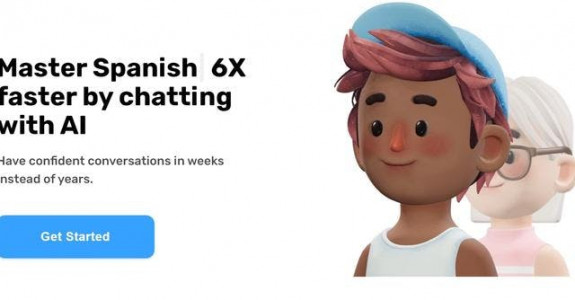 Master Spanish 6X
faster by chatting
with AI
Have confident conversations in weeks
instead of years.
Get Started